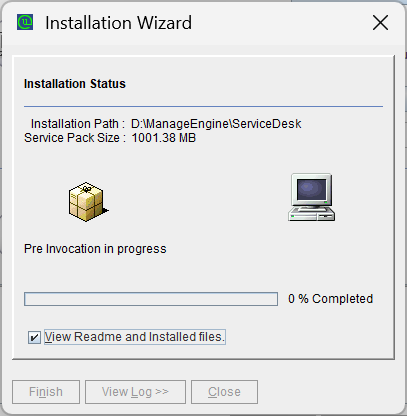 Installation Wizard
Installation Status
Installation Path : D:\ManageEngine\ServiceDesk
Service Pack Size : 1001.38 MB
Pre Invocation in progress
0 % Completed
View Readme and Installed files.
Finish View Log >> Close